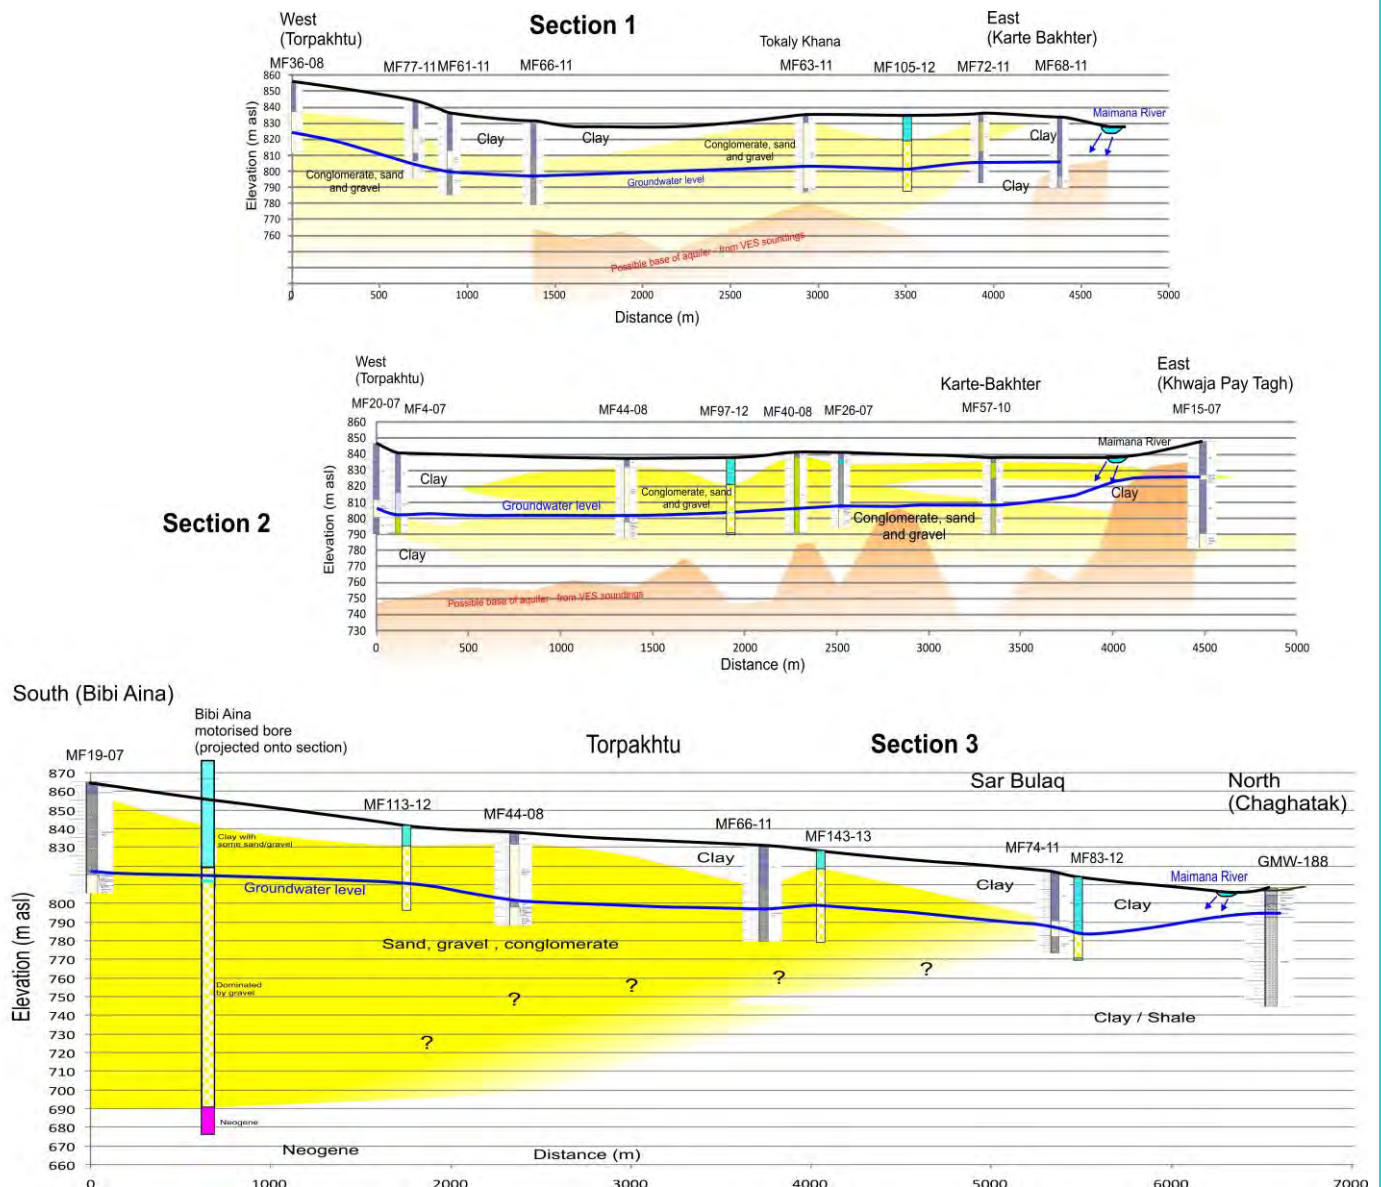 Section 1
West
(Torpakhtu)
East
(Karte Bakhter)
Tokaly Khana
MF36-08
MF77-11
MF61-11
MF66-11
MF63-11
MF105-12
MF72-11
MF68-11
Maimana River
860
850
840
830
820
810
800
790
780
770
760
Elevation (m asl)
Clay
Clay
Clay
Clay
Conglomerate, sand
and gravel
Conglomerate, sand
and gravel
Groundwater level
Possible base of aquifer - from VES soundings
0
500
1000
1500
2000
2500
3000
3500
4000
4500
5000
Distance (m)
Section 2
West
(Torpakhtu)
East
(Khwaja Pay Tagh)
Karte-Bakhter
MF20-07
MF4-07
MF44-08
MF97-12
MF40-08
MF26-07
MF57-10
MF15-07
Maimana River
860
850
840
830
820
810
800
790
780
770
760
750
740
730
Elevation (m asl)
Clay
Clay
Clay
Groundwater level
Conglomerate, sand
and gravel
Conglomerate, sand
and gravel
Possible base of aquifer - from VES soundings
0
500
1000
1500
2000
2500
3000
3500
4000
4500
5000
Distance (m)
South (Bibi Aina)
Bibi Aina
motorised bore
(projected onto section)
Torpakhtu
Section 3
Sar Bulaq
North
(Chaghatak)
MF19-07
MF113-12
MF44-08
MF66-11
MF143-13
MF74-11
MF83-12
GMW-188
Maimana River
870
860
850
840
830
800
790
780
770
760
750
740
730
720
710
700
690
680
670
660
Elevation (m asl)
Clay with
some sand/gravel
Groundwater level
Clay
Clay
Clay
Sand, gravel , conglomerate
Dominated
by gravel
?
?
?
?
?
Clay / Shale
Neogene
Neogene
Distance (m)
0
1000
2000
3000
4000
5000
6000
7000